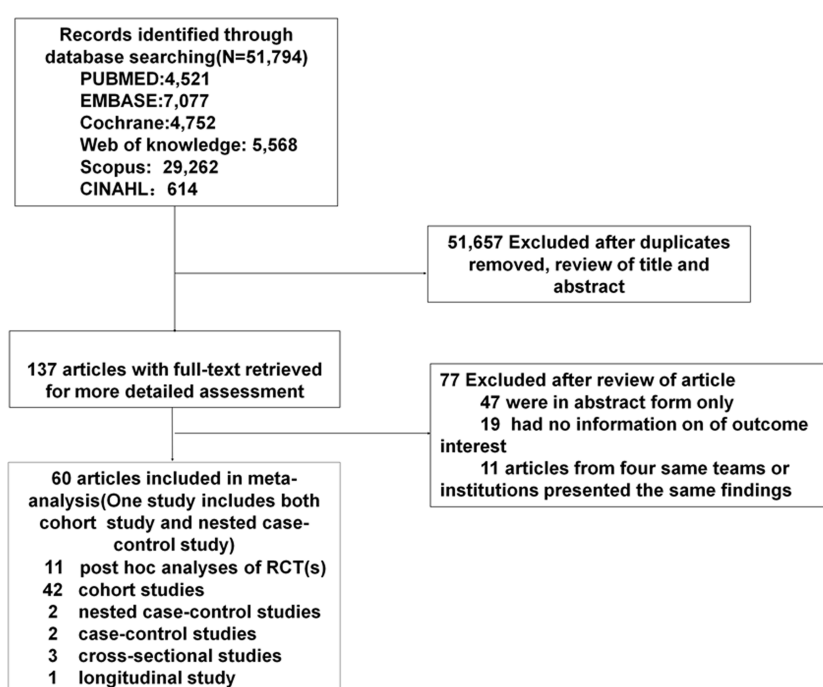 Records identified through
database searching(N=51,794)
PUBMED:4,521
EMBASE:7,077
Cochrane:4,752
Web of knowledge: 5,568
Scopus: 29,262
CINAHL：614
51,657 Excluded after duplicates
removed, review of title and
abstract
137 articles with full-text retrieved
for more detailed assessment
77 Excluded after review of article
47 were in abstract form only
19 had no information on of outcome
interest
11 articles from four same teams or
institutions presented the same findings
60 articles included in meta-
analysis(One study includes both
cohort study and nested case-
control study)
11 post hoc analyses of RCT(s)
42 cohort studies
2 nested case-control studies
2 case-control studies
3 cross-sectional studies
1 longitudinal study